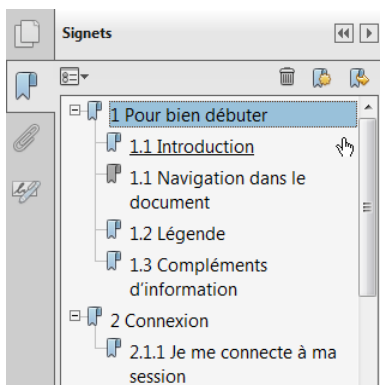 Signets
1 Pour bien débuter
1.1 Introduction
1.1 Navigation dans le
document
1.2 Légende
1.3 Compléments
d'information
2 Connexion
2.1.1 Je me connecte à ma
session